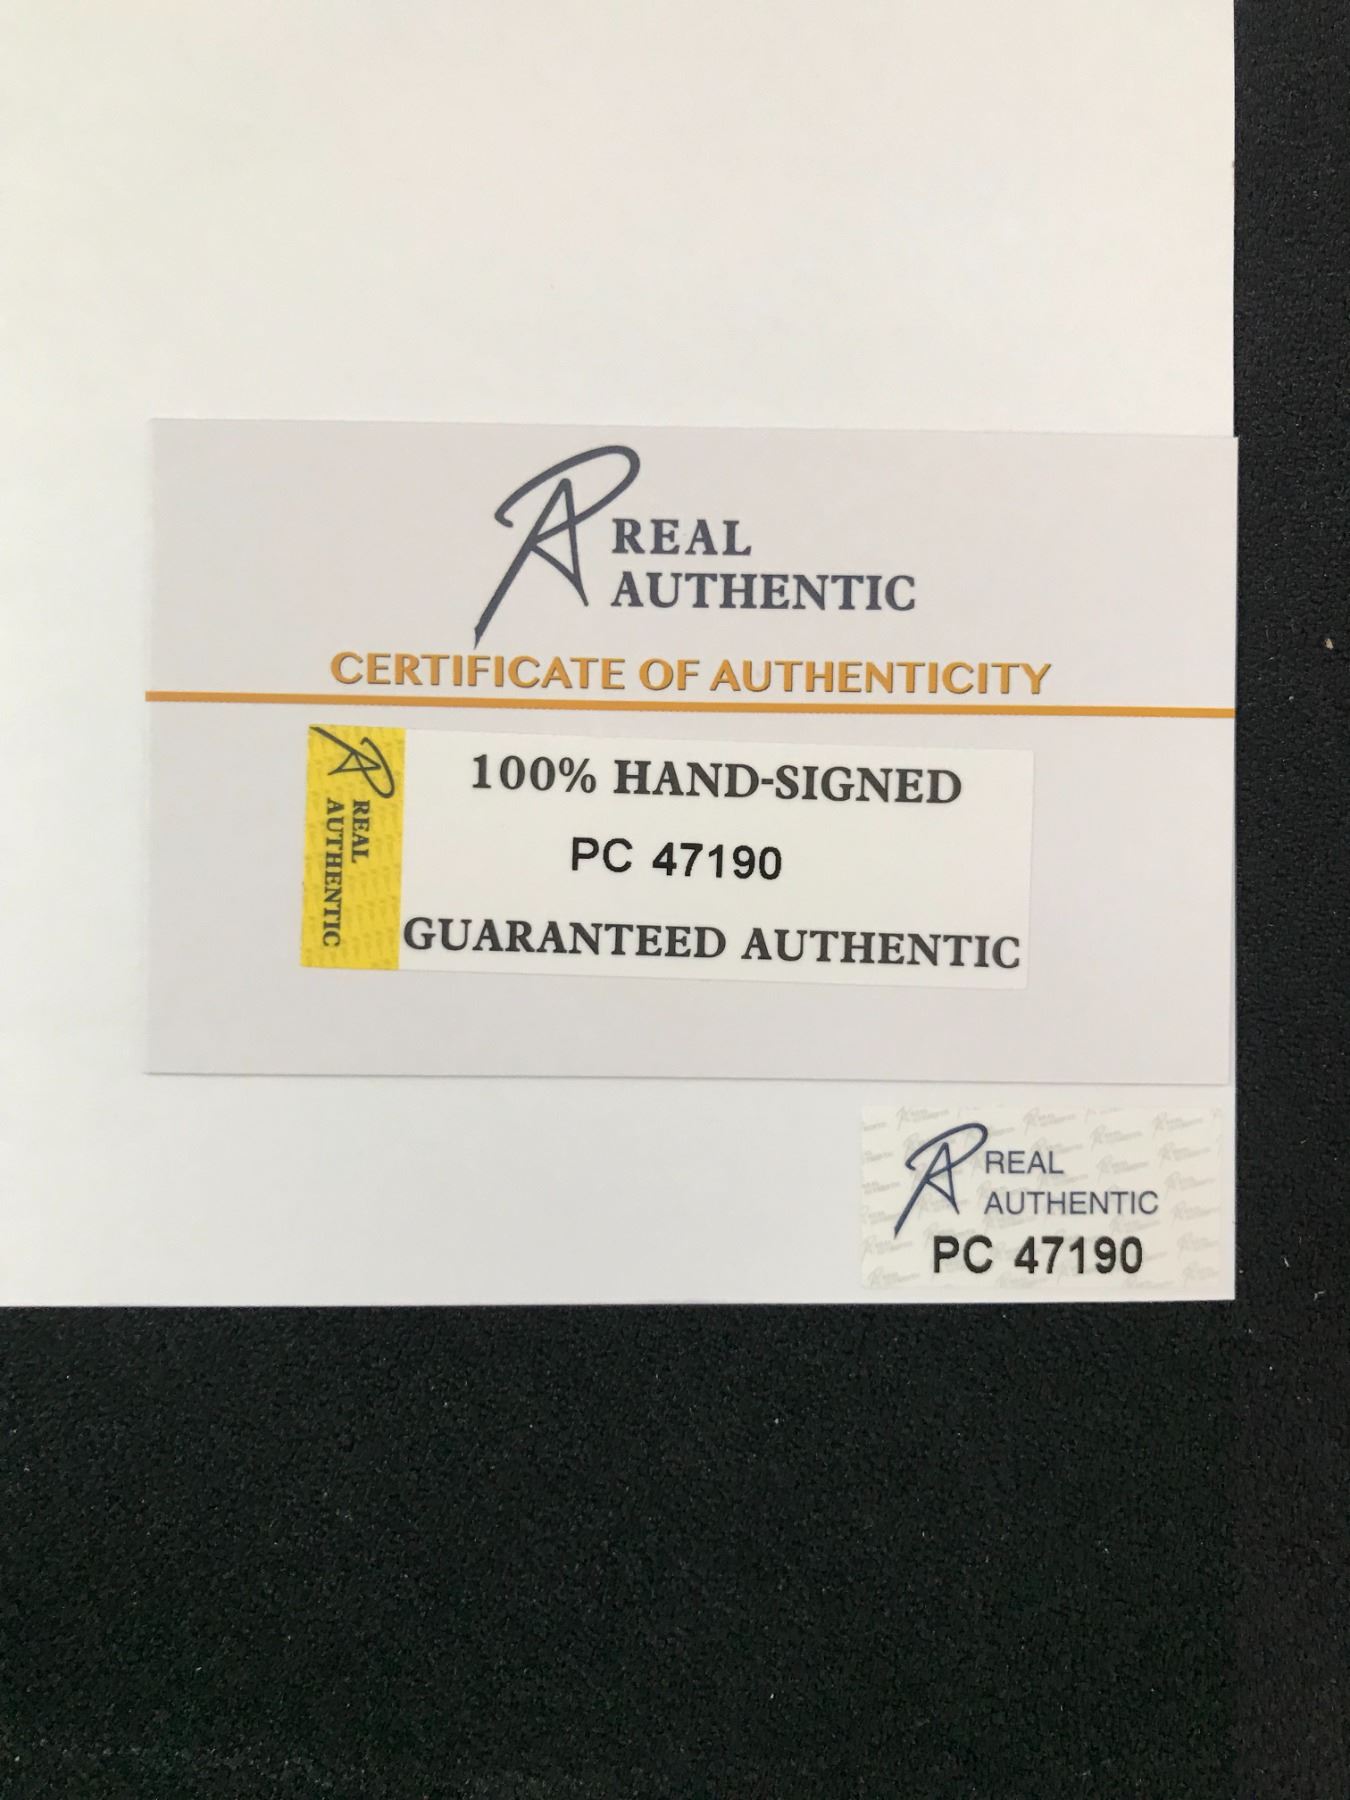 REAL
AUTHENTIC
CERTIFICATE OF AUTHENTICITY
REAL
AUTHENTIC
100% HAND-SIGNED
PC 47190
GUARANTEED AUTHENTIC
REAL
AUTHENTIC
PC 47190